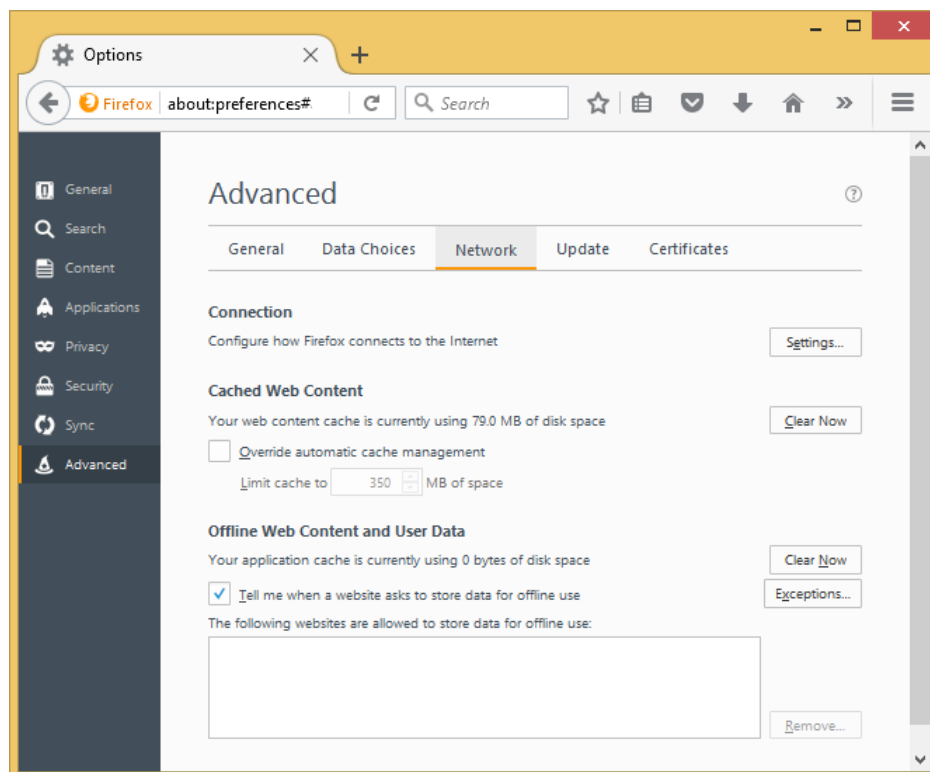 Options
Firefox about:preferences#
Search
General
Search
Content
Applications
Privacy
Security
Sync
Advanced
Advanced
General Data Choices Network Update Certificates
Connection
Configure how Firefox connects to the Internet Settings...
Cached Web Content
Your web content cache is currently using 79.0 MB of disk space Clear Now
Override automatic cache management
Limit cache to 350 MB of space
Offline Web Content and User Data
Your application cache is currently using 0 bytes of disk space Clear Now
Tell me when a website asks to store data for offline use Exceptions...
The following websites are allowed to store data for offline use:
Remove...